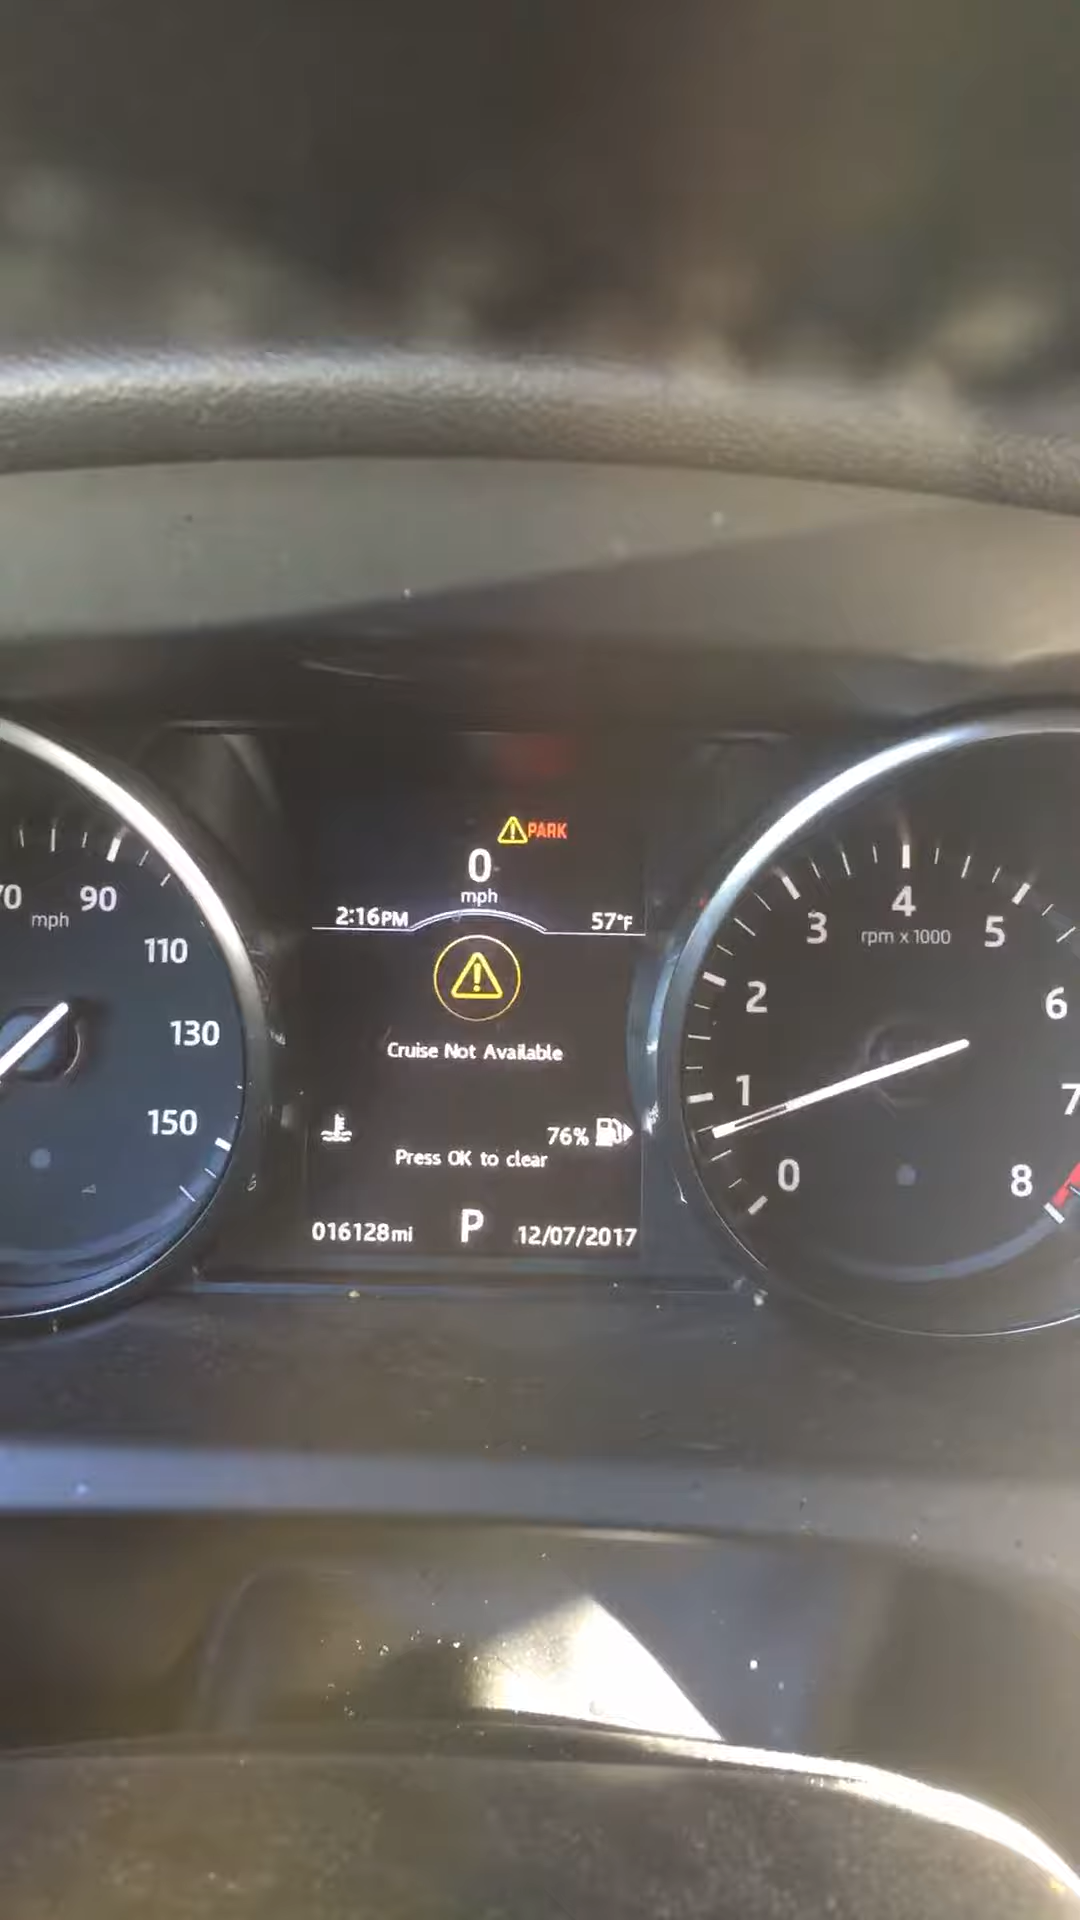 PARK
0
mph
2:16PM
57°F
Cruise Not Available
76%
Press OK to clear
016128mi
P
12/07/2017
90
mph
110
130
150
0
1
2
3
4
5
6
7
8
rpm x 1000